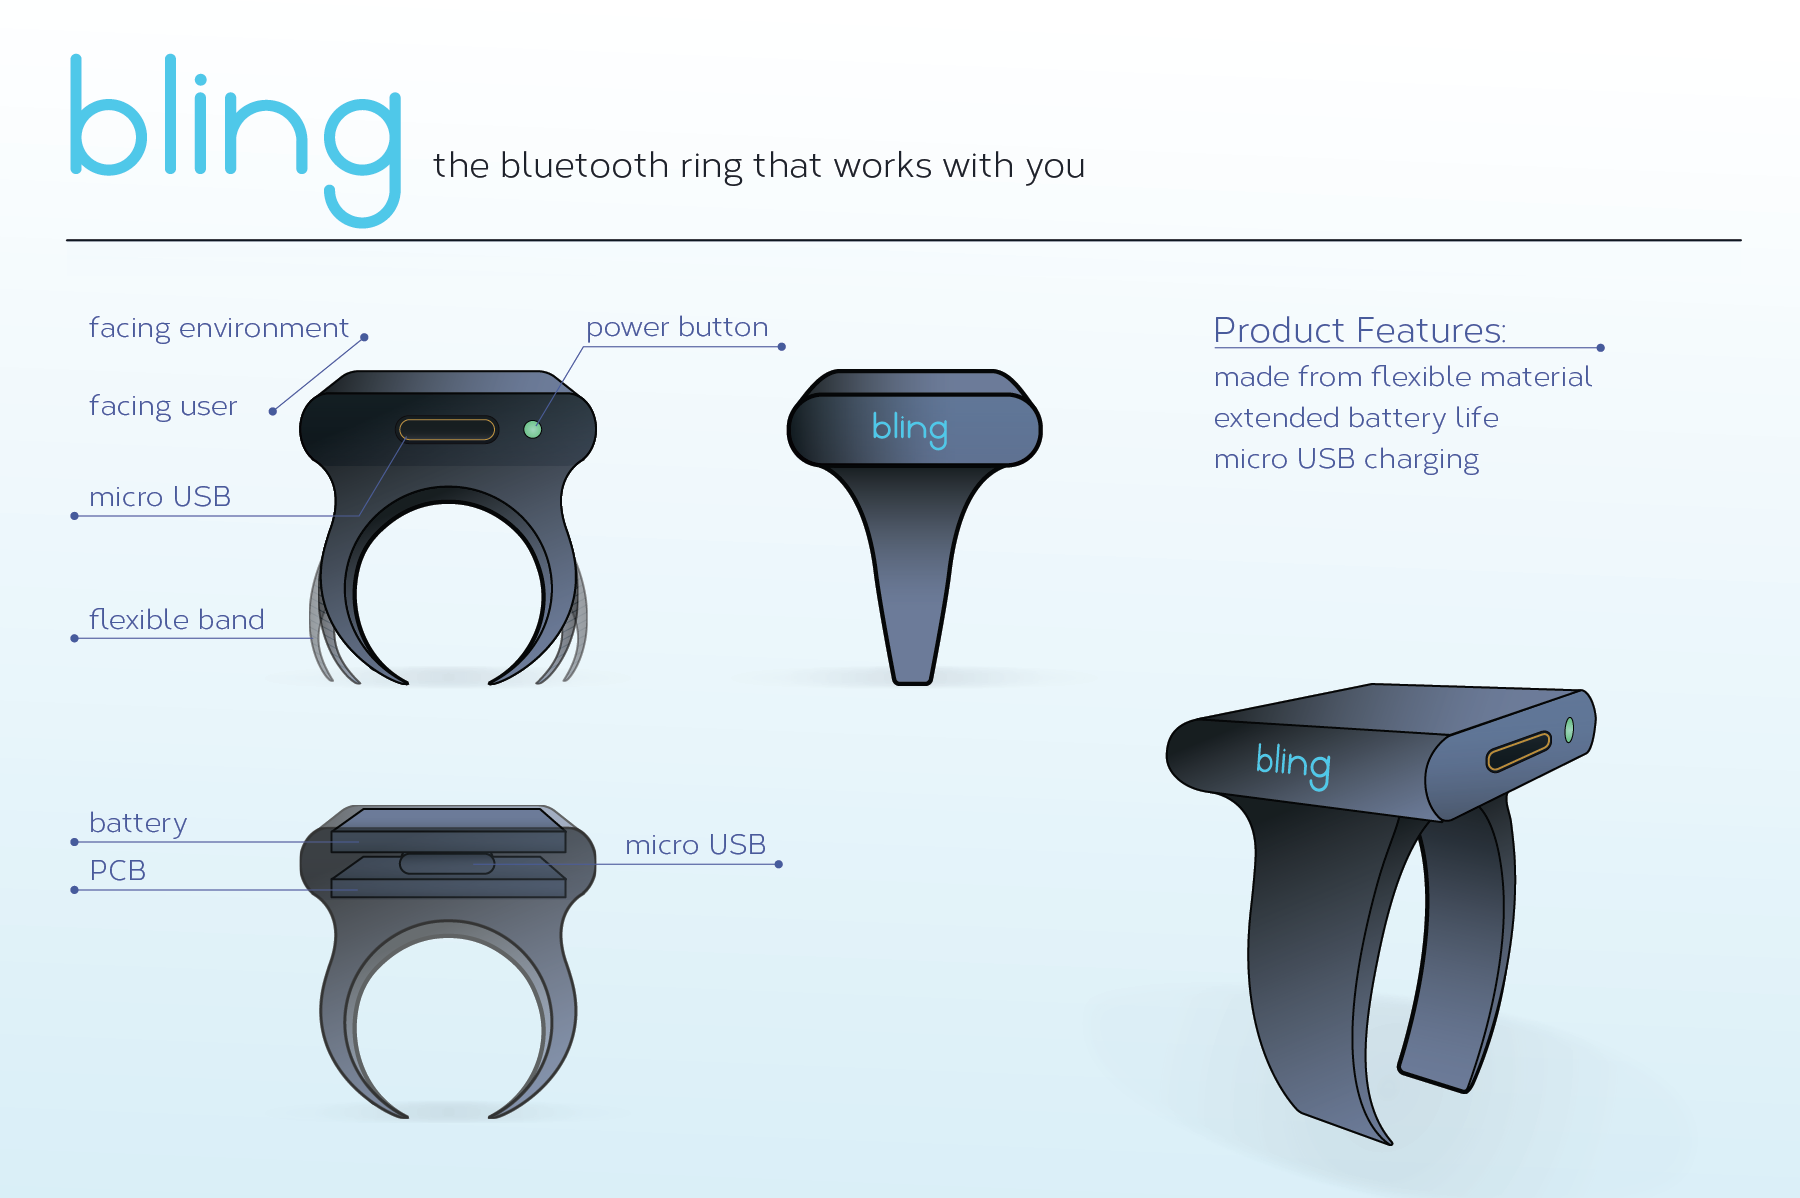 bling
the bluetooth ring that works with you
facing environment
facing user
power button
micro USB
flexible band
bling
Product Features:
made from flexible material
extended battery life
micro USB charging
battery
PCB
micro USB
bling